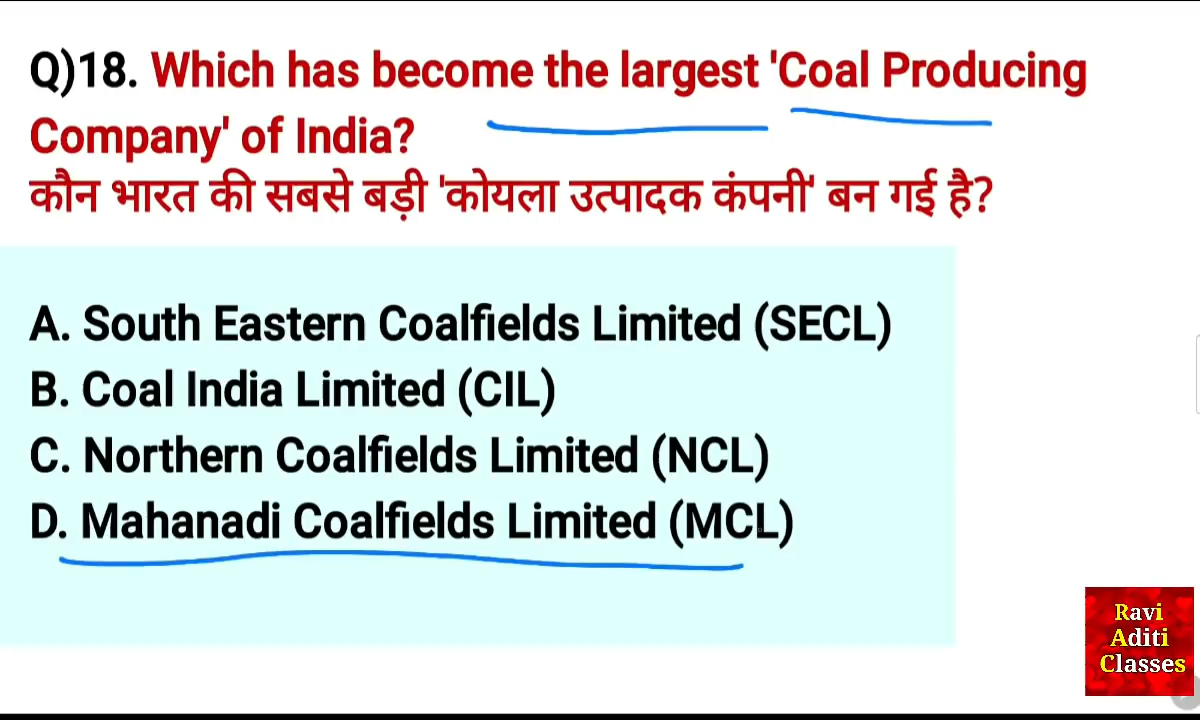 Q)18. Which has become the largest 'Coal Producing
Company' of India?
कौन भारत की सबसे बड़ी 'कोयला उत्पादक कंपनी' बन गई है?
A. South Eastern Coalfields Limited (SECL)
B. Coal India Limited (CIL)
C. Northern Coalfields Limited (NCL)
D. Mahanadi Coalfields Limited (MCL)
Ravi
Aditi
Classes